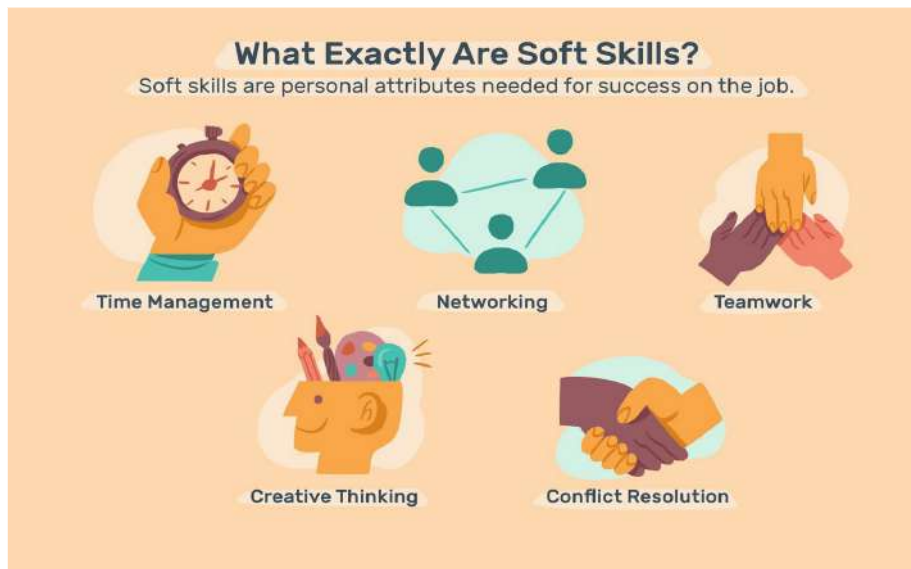 What Exactly Are Soft Skills?
Soft skills are personal attributes needed for success on the job.
Time Management
Networking
Teamwork
Creative Thinking
Conflict Resolution